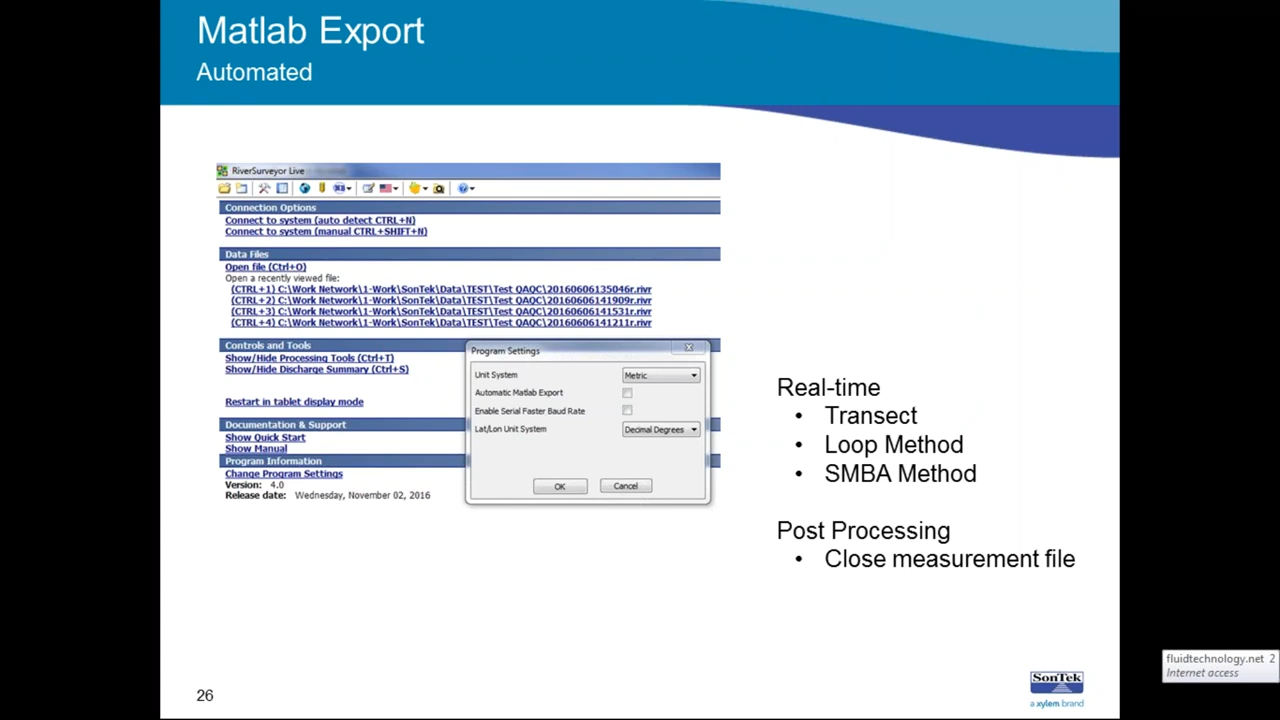 Matlab Export
Automated
RiverSurveyor Live
Connection Options
Connect to system (auto detect CTRL+N)
Connect to system (manual CTRL+SHIFT+N)
Data Files
Open file (Ctrl+O)
Open a recently viewed file:
(CTRL+1) C:\Work Network\1-Work\SonTek\Data\TEST\Test QAQC\20160606135046r.rivr
(CTRL+2) C:\Work Network\1-Work\SonTek\Data\TEST\Test QAQC\20160606141909r.rivr
(CTRL+3) C:\Work Network\1-Work\SonTek\Data\TEST\Test QAQC\20160606141531r.rivr
(CTRL+4) C:\Work Network\1-Work\SonTek\Data\TEST\Test QAQC\20160606141211r.rivr
Controls and Tools
Show/Hide Processing Tools (Ctrl+T)
Show/Hide Discharge Summary (Ctrl+S)
Restart in tablet display mode
Documentation & Support
Show Quick Start
Show Manual
Program Information
Change Program Settings
Version: 4.0
Release date: Wednesday, November 02, 2016
Program Settings
Unit System Metric
Automatic Matlab Export
Enable Serial Faster Baud Rate
Lat/Lon Unit System Decimal Degrees
OK Cancel
Real-time
• Transect
• Loop Method
• SMBA Method
Post Processing
• Close measurement file
fluidtechnology.net 2
Internet access
26
SonTek
a xylem brand